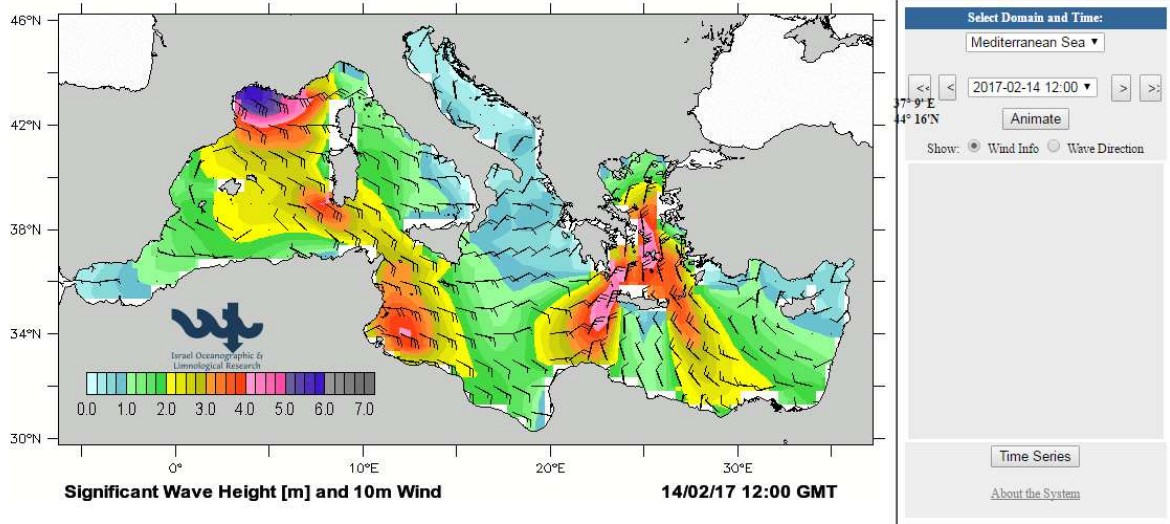 46°N
42°N
38°N
34°N
30°N
0°
10°E
20°E
30°E
Israel Oceanographic &
Limnological Research
0.0 1.0 2.0 3.0 4.0 5.0 6.0 7.0
Significant Wave Height [m] and 10m Wind
14/02/17 12:00 GMT
Select Domain and Time:
Mediterranean Sea
<< < 2017-02-14 12:00 > >:
37° 9' E
44° 16'N
Animate
Show: Wind Info Wave Direction
Time Series
About the System